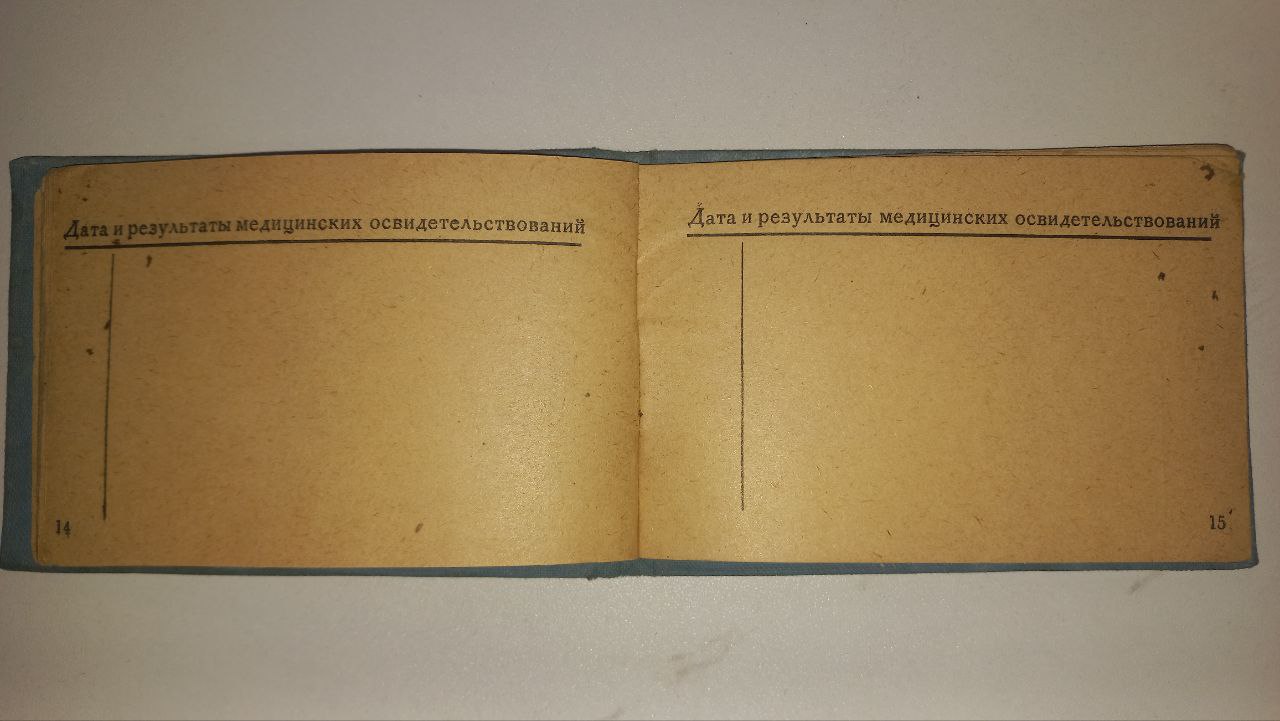 Дата и результаты медицинских освидетельствований
14
Дата и результаты медицинских освидетельствований
15